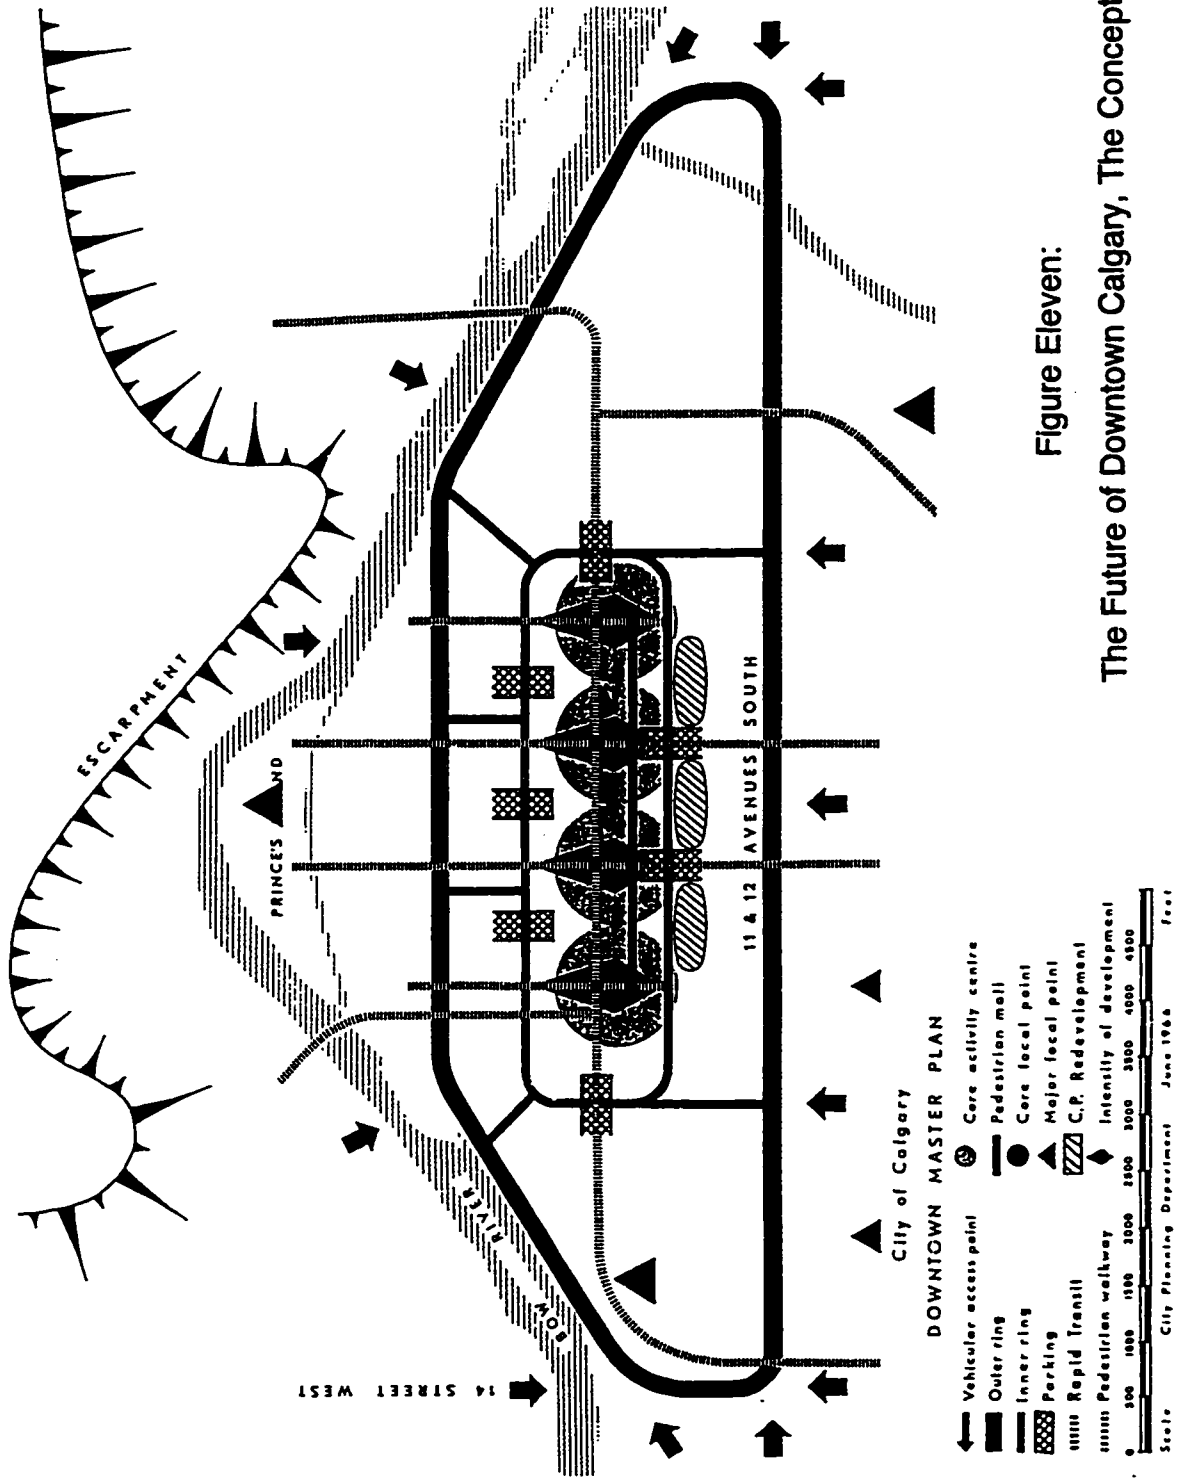 ESCARPMENT
PRINCE'S ND
BOW RIVER
14 STREET WEST
11 & 12 AVENUES SOUTH
City of Calgary
DOWNTOWN MASTER PLAN
Vehicular access point
Outer ring
Inner ring
Parking
Rapid Transit
Pedestrian walkway
Core activity centre
Pedestrian mall
Core focal point
Major focal point
C.P. Redevelopment
Intensity of development
0 500 1000 1500 2000 2500 3000 3500 4000 4500
Scale City Planning Department June 1966 feet
Figure Eleven:
The Future of Downtown Calgary, The Concept